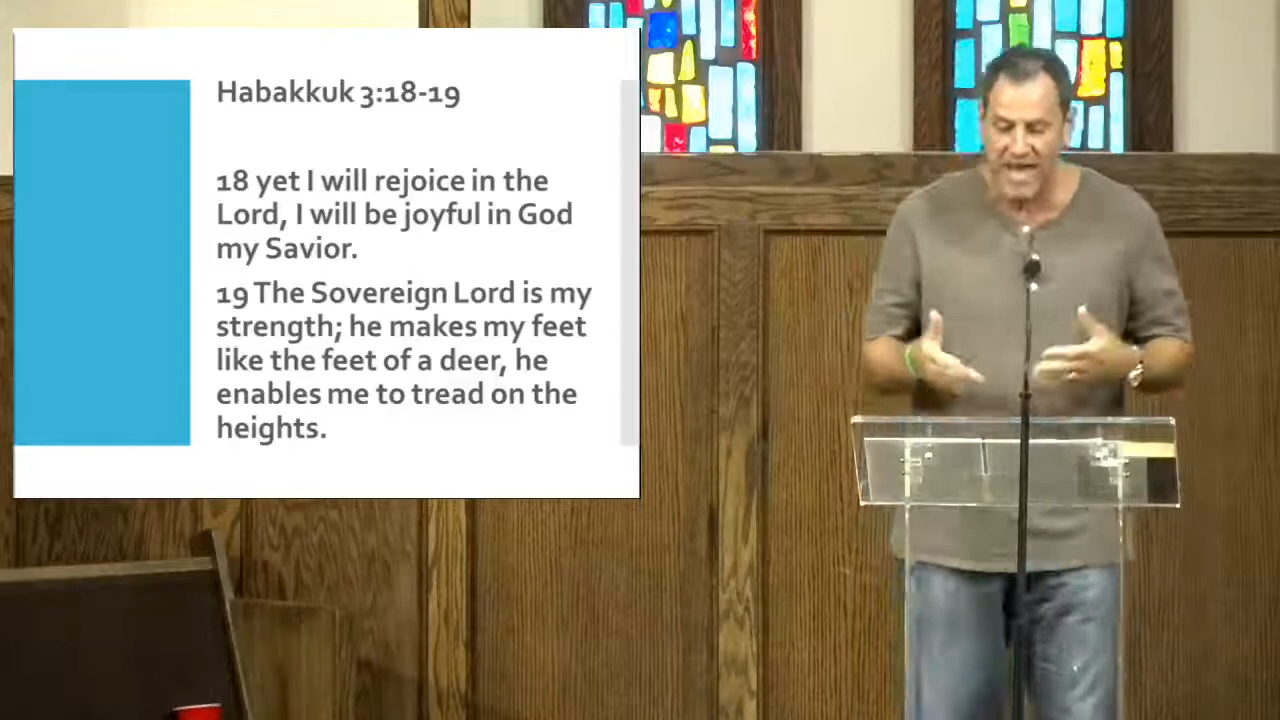 Habakkuk 3:18-19
18 yet I will rejoice in the
Lord, I will be joyful in God
my Savior.
19 The Sovereign Lord is my
strength; he makes my feet
like the feet of a deer, he
enables me to tread on the
heights.